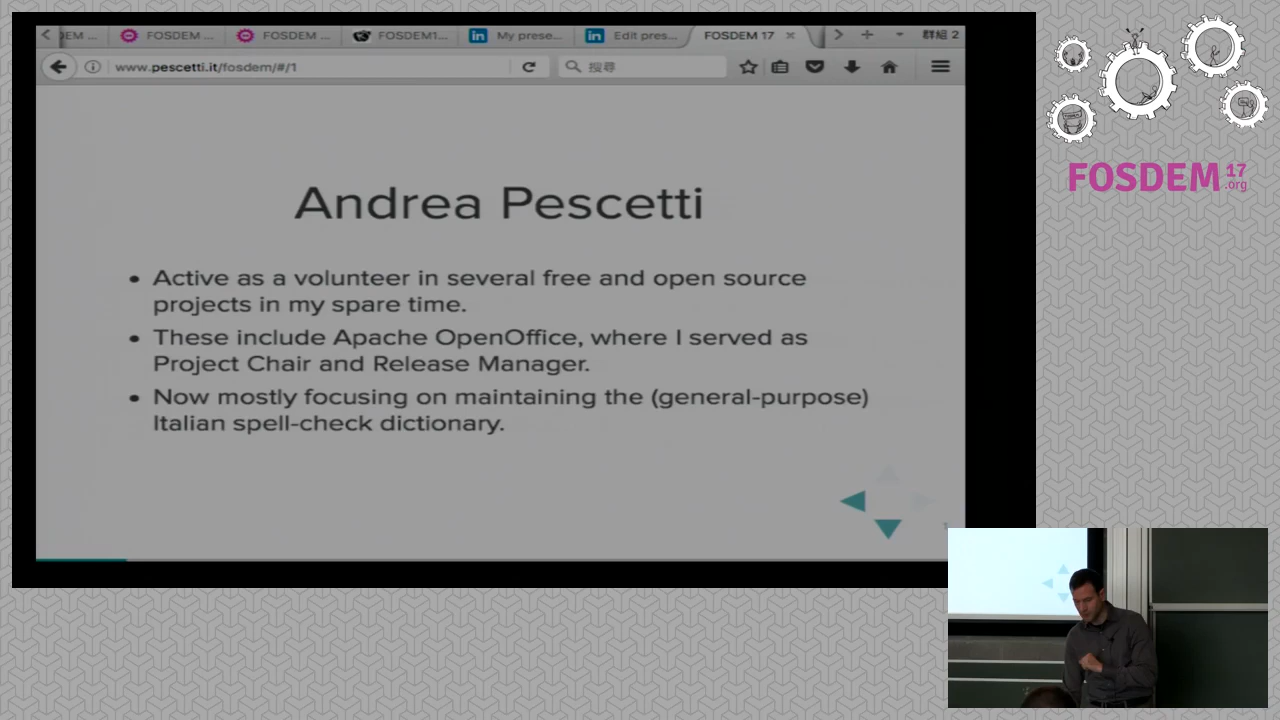 EM ...
FOSDEM ...
FOSDEM ...
FOSDEM1...
My prese...
Edit pres...
FOSDEM 17
群組 2
www.pescetti.it/fosdem/#/1
搜尋
FOSDEM 17 .org
Andrea Pescetti
• Active as a volunteer in several free and open source
projects in my spare time.
• These include Apache OpenOffice, where I served as
Project Chair and Release Manager.
• Now mostly focusing on maintaining the (general-purpose)
Italian spell-check dictionary.